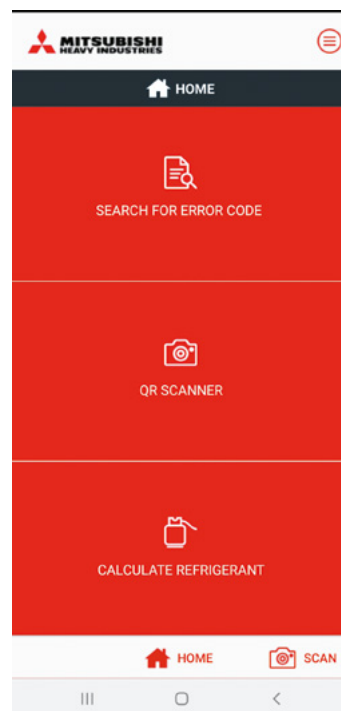 MITSUBISHI
HEAVY INDUSTRIES
HOME
SEARCH FOR ERROR CODE
QR SCANNER
CALCULATE REFRIGERANT
HOME
SCAN